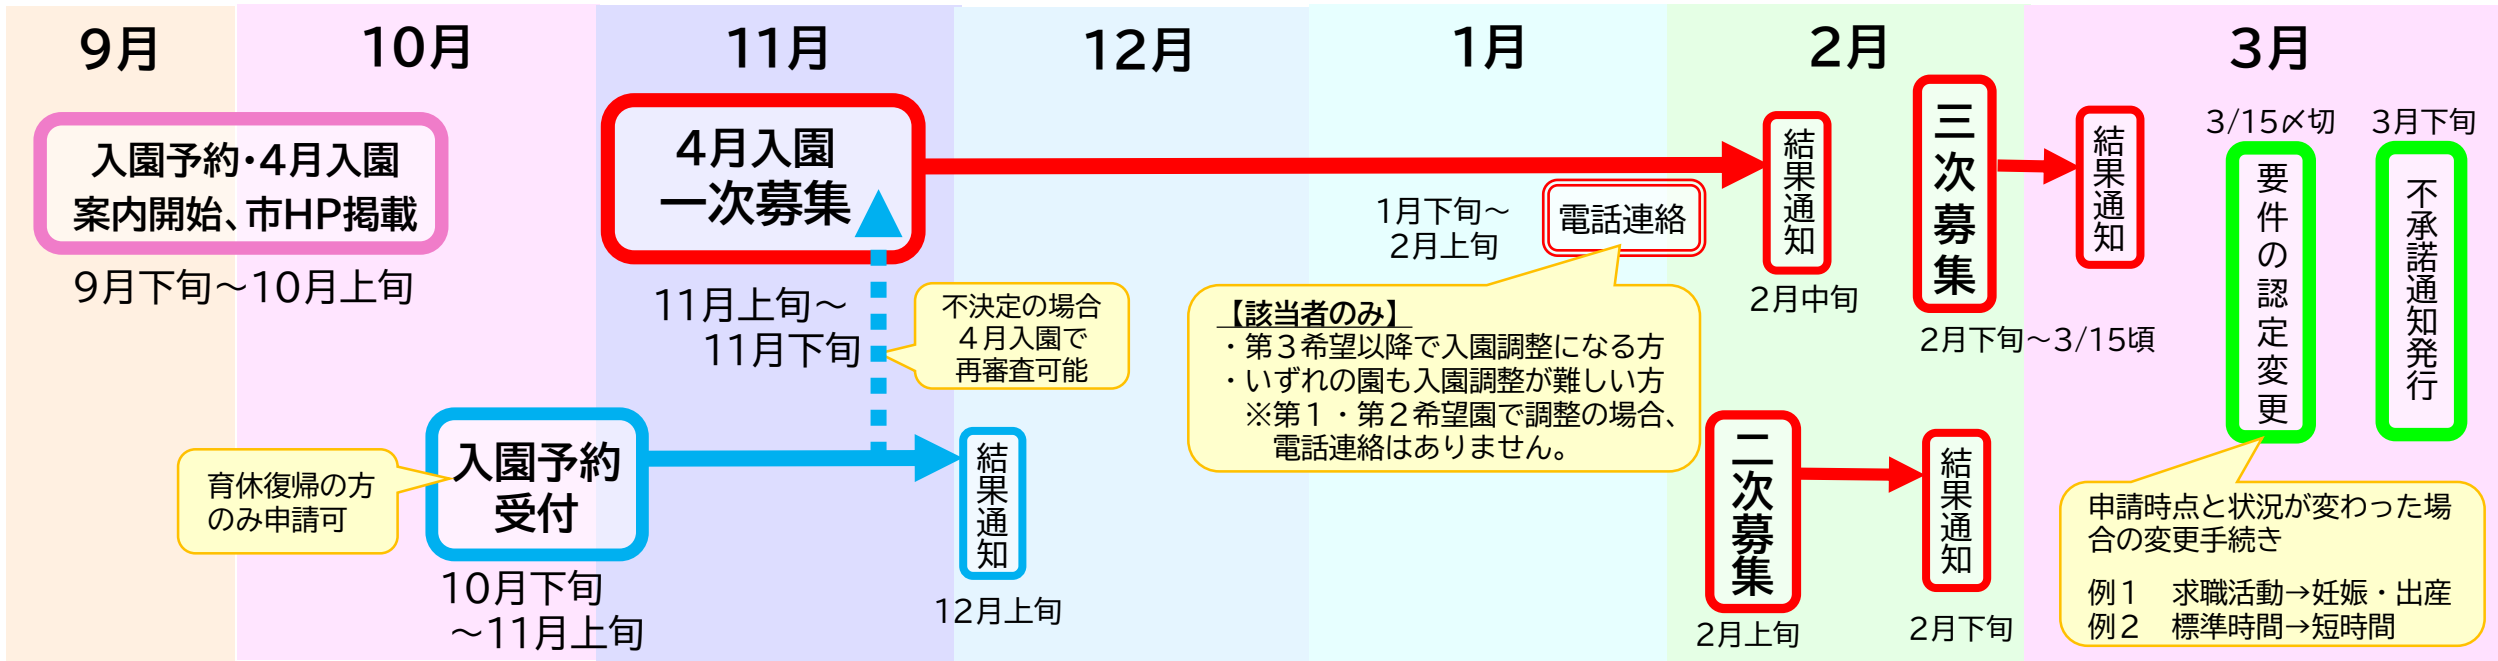 9月
10月
11月
12月
1月
2月
3月
入園予約・4月入園
案内開始、市HP掲載
9月下旬～10月上旬
育休復帰の方
のみ申請可
入園予約
受付
10月下旬
～11月上旬
4月入園
一次募集
11月上旬～
11月下旬
不決定の場合
４月入園で
再審査可能
結果通知
12月上旬
1月下旬～
2月上旬
電話連絡
【該当者のみ】
・第３希望以降で入園調整になる方
・いずれの園も入園調整が難しい方
※第１・第２希望園で調整の場合、
電話連絡はありません。
結果通知
2月中旬
二次募集
2月上旬
結果通知
2月下旬
三次募集
2月下旬～3/15頃
結果通知
3/15〆切
要件の認定変更
申請時点と状況が変わった場
合の変更手続き
例１　求職活動→妊娠・出産
例２　標準時間→短時間
3月下旬
不承諾通知発行